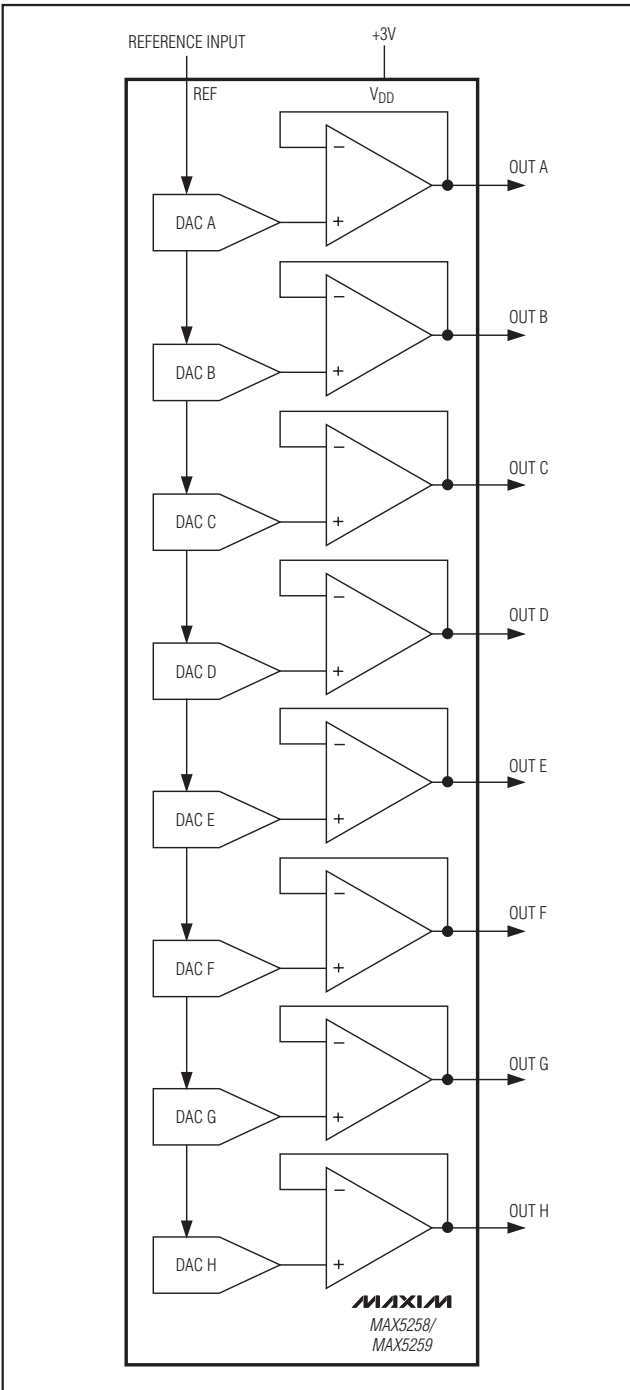 REFERENCE INPUT
+3V
REF
VDD
−
+
OUT A
DAC A
−
+
OUT B
DAC B
−
+
OUT C
DAC C
−
+
OUT D
DAC D
−
+
OUT E
DAC E
−
+
OUT F
DAC F
−
+
OUT G
DAC G
−
+
OUT H
DAC H
MAXIM
MAX5258/
MAX5259